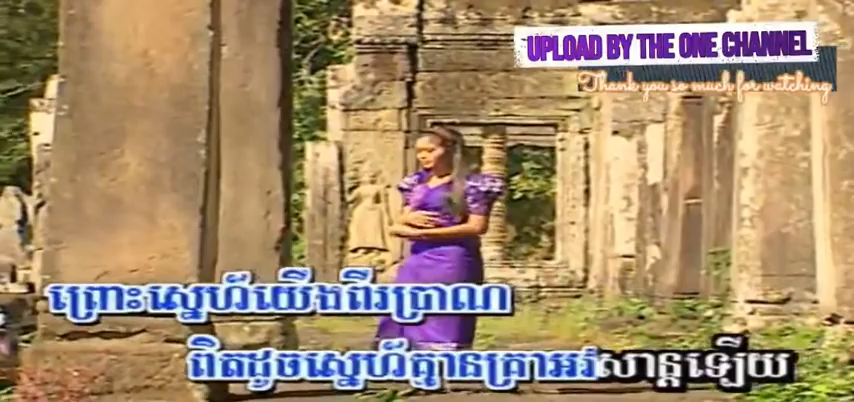 UPLOAD BY THE ONE CHANNEL
Thank you so much for watching
ព្រោះស្នេហ៍យើងពីរប្រាណ
ពិតដូចស្នេហ៍គ្មានគ្រាអវសាន្តឡើយ